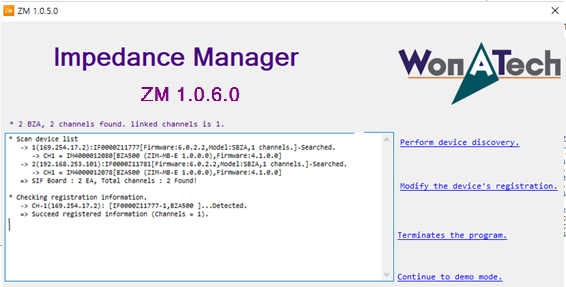 ZM 1.0.5.0
Impedance Manager
ZM 1.0.6.0
WonATech
* 2 BZA, 2 channels found. linked channels is 1.
* Scan device list
-> 1(169.254.17.2):IF0000Z11777[Firmware:6.0.2.2,Model:SBZA,1 channels.]-Searched.
-> CH1 = IM4000012080[BZA500 (ZIM-MB-E 1.0.0.0),Firmware:4.1.0.0]
-> 2(192.168.253.101):IF0000Z11781[Firmware:6.0.2.2,Model:SBZA,1 channels.]-Searched.
-> CH1 = IM4000012078[BZA500 (ZIM-MB-E 1.0.0.0),Firmware:4.1.0.0]
=> SIF Board : 2 EA, Total channels : 2 Found!
* Checking registration information.
-> CH-1(169.254.17.2): [IF0000Z11777-1,BZA500 ]...Detected.
=> Succeed registered information (Channels = 1).
Perform device discovery.
Modify the device's registration.
Terminates the program.
Continue to demo mode.